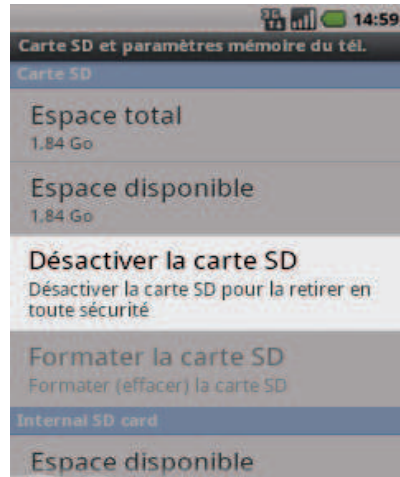 14:59
Carte SD et paramètres mémoire du tél.
Carte SD
Espace total
1.84 Go
Espace disponible
1.84 Go
Désactiver la carte SD
Désactiver la carte SD pour la retirer en
toute sécurité
Formater la carte SD
Formater (effacer) la carte SD
Internal SD card
Espace disponible